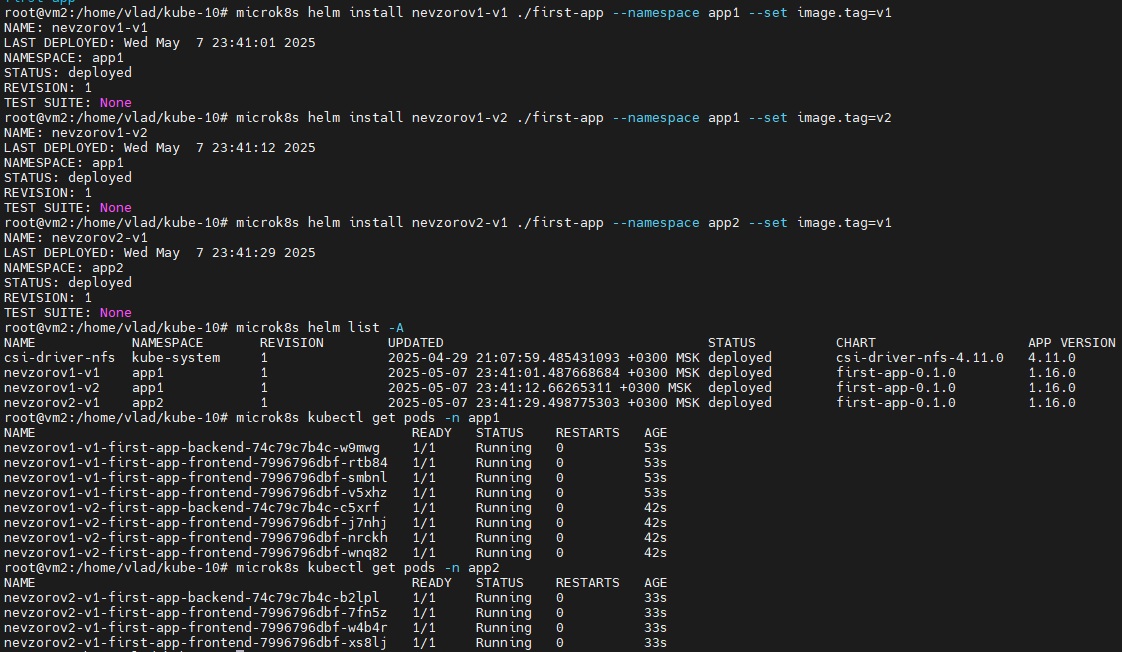 root@vm2:/home/vlad/kube-10# microk8s helm install nevzorov1-v1 ./first-app --namespace app1 --set image.tag=v1
NAME: nevzorov1-v1
LAST DEPLOYED: Wed May  7 23:41:01 2025
NAMESPACE: app1
STATUS: deployed
REVISION: 1
TEST SUITE: None
root@vm2:/home/vlad/kube-10# microk8s helm install nevzorov1-v2 ./first-app --namespace app1 --set image.tag=v2
NAME: nevzorov1-v2
LAST DEPLOYED: Wed May  7 23:41:12 2025
NAMESPACE: app1
STATUS: deployed
REVISION: 1
TEST SUITE: None
root@vm2:/home/vlad/kube-10# microk8s helm install nevzorov2-v1 ./first-app --namespace app2 --set image.tag=v1
NAME: nevzorov2-v1
LAST DEPLOYED: Wed May  7 23:41:29 2025
NAMESPACE: app2
STATUS: deployed
REVISION: 1
TEST SUITE: None
root@vm2:/home/vlad/kube-10# microk8s helm list -A
NAME            NAMESPACE       REVISION        UPDATED                                 STATUS          CHART                   APP VERSION
csi-driver-nfs  kube-system     1               2025-04-29 21:07:59.485431093 +0300 MSK deployed        csi-driver-nfs-4.11.0   4.11.0
nevzorov1-v1    app1            1               2025-05-07 23:41:01.487668684 +0300 MSK deployed        first-app-0.1.0         1.16.0
nevzorov1-v2    app1            1               2025-05-07 23:41:12.66265311 +0300 MSK  deployed        first-app-0.1.0         1.16.0
nevzorov2-v1    app2            1               2025-05-07 23:41:29.498775303 +0300 MSK deployed        first-app-0.1.0         1.16.0
root@vm2:/home/vlad/kube-10# microk8s kubectl get pods -n app1
NAME                                               READY   STATUS    RESTARTS   AGE
nevzorov1-v1-first-app-backend-74c79c7b4c-w9mwg    1/1     Running   0          53s
nevzorov1-v1-first-app-frontend-7996796dbf-rtb84   1/1     Running   0          53s
nevzorov1-v1-first-app-frontend-7996796dbf-smbnl   1/1     Running   0          53s
nevzorov1-v1-first-app-frontend-7996796dbf-v5xhz   1/1     Running   0          53s
nevzorov1-v2-first-app-backend-74c79c7b4c-c5xrf    1/1     Running   0          42s
nevzorov1-v2-first-app-frontend-7996796dbf-j7nhj   1/1     Running   0          42s
nevzorov1-v2-first-app-frontend-7996796dbf-nrckh   1/1     Running   0          42s
nevzorov1-v2-first-app-frontend-7996796dbf-wnq82   1/1     Running   0          42s
root@vm2:/home/vlad/kube-10# microk8s kubectl get pods -n app2
NAME                                               READY   STATUS    RESTARTS   AGE
nevzorov2-v1-first-app-backend-74c79c7b4c-b2lpl    1/1     Running   0          33s
nevzorov2-v1-first-app-frontend-7996796dbf-7fn5z   1/1     Running   0          33s
nevzorov2-v1-first-app-frontend-7996796dbf-w4b4r   1/1     Running   0          33s
nevzorov2-v1-first-app-frontend-7996796dbf-xs8lj   1/1     Running   0          33s